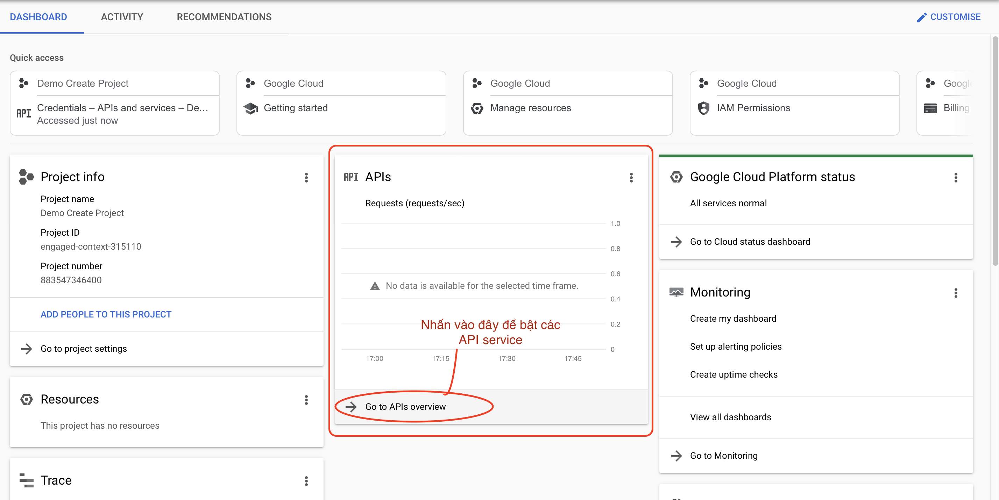 DASHBOARD
ACTIVITY
RECOMMENDATIONS
CUSTOMISE
Quick access
Demo Create Project
API
Credentials – APIs and services – De...
Accessed just now
Google Cloud
Getting started
Google Cloud
Manage resources
Google Cloud
IAM Permissions
Google
Billing
Project info
Project name
Demo Create Project
Project ID
engaged-context-315110
Project number
883547346400
ADD PEOPLE TO THIS PROJECT
Go to project settings
Resources
This project has no resources
Trace
API APIs
Requests (requests/sec)
1.0
0.8
0.6
No data is available for the selected time frame.
0.4
0.2
Nhấn vào đây để bật các
API service
0
17:00
17:15
17:30
17:45
Go to APIs overview
Google Cloud Platform status
All services normal
Go to Cloud status dashboard
Monitoring
Create my dashboard
Set up alerting policies
Create uptime checks
View all dashboards
Go to Monitoring